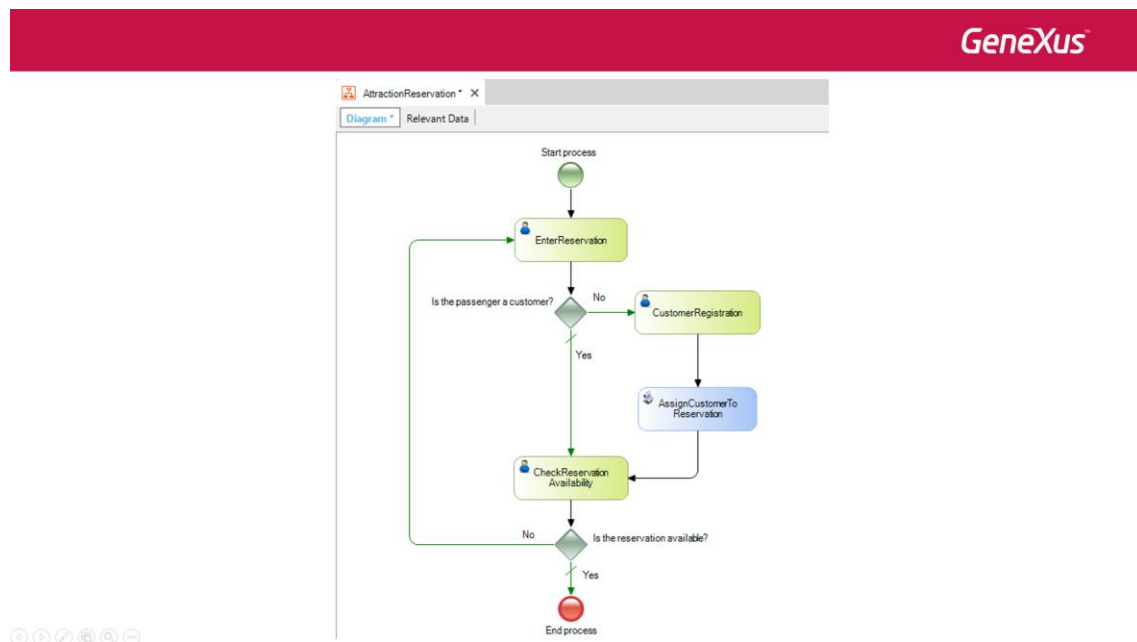 GeneXus™
AttractionReservation * X
Diagram * Relevant Data
Start process
EnterReservation
Is the passenger a customer?
No
CustomerRegistration
Yes
AssignCustomerTo
Reservation
CheckReservation
Availability
No
Is the reservation available?
Yes
End process